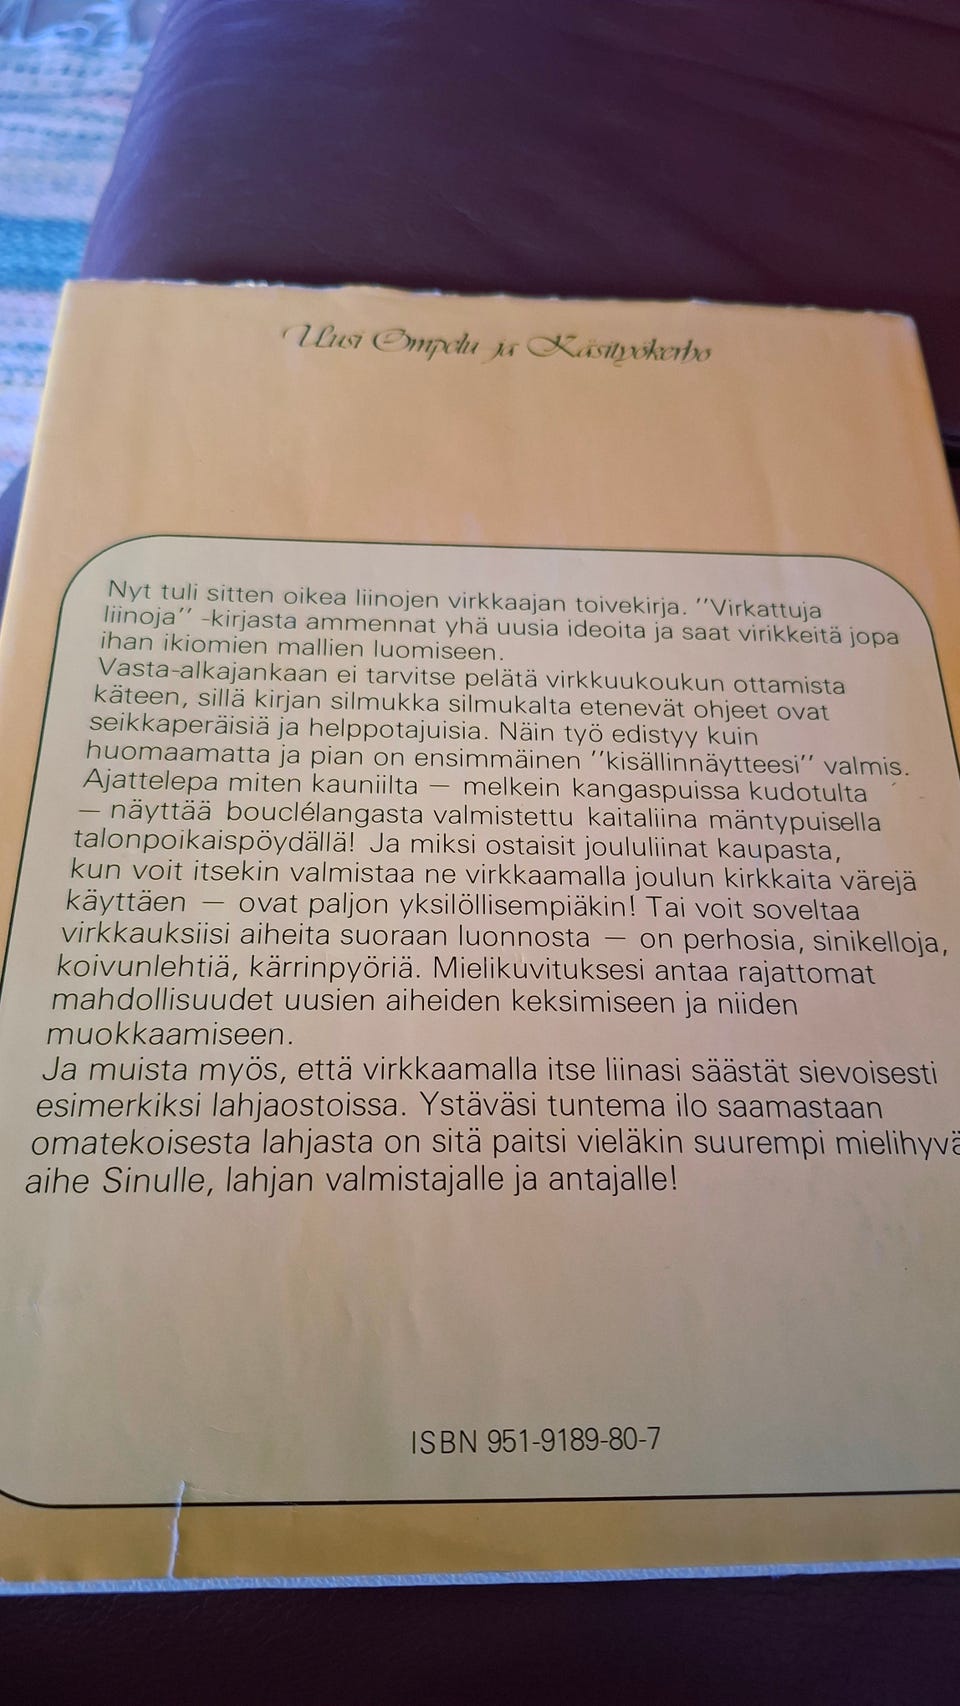 Uusi Ompelu ja Käsityökerho
Nyt tuli sitten oikea liinojen virkkaajan toivekirja. "Virkattuja
liinoja" -kirjasta ammennat yhä uusia ideoita ja saat virikkeitä jopa
ihan ikiomien mallien luomiseen.
Vasta-alkajankaan ei tarvitse pelätä virkkuukoukun ottamista
käteen, sillä kirjan silmukka silmukalta etenevät ohjeet ovat
seikkaperäisiä ja helppotajuisia. Näin työ edistyy kuin
huomaamatta ja pian on ensimmäinen "kisällinnäytteesi" valmis.
Ajattelepa miten kauniilta — melkein kangaspuissa kudotulta
— näyttää bouclélangasta valmistettu kaitaliina mäntypuisella
talonpoikaispöydällä! Ja miksi ostaisit joululiinat kaupasta,
kun voit itsekin valmistaa ne virkkaamalla joulun kirkkaita värejä
käyttäen — ovat paljon yksilöllisempiäkin! Tai voit soveltaa
virkkauksiisi aiheita suoraan luonnosta — on perhosia, sinikelloja,
koivunlehtiä, kärrinpyöriä. Mielikuvituksesi antaa rajattomat
mahdollisuudet uusien aiheiden keksimiseen ja niiden
muokkaamiseen.
Ja muista myös, että virkkaamalla itse liinasi säästät sievoisesti
esimerkiksi lahjaostoissa. Ystäväsi tuntema ilo saamastaan
omatekoisesta lahjasta on sitä paitsi vieläkin suurempi mielihyvä
aihe Sinulle, lahjan valmistajalle ja antajalle!
ISBN 951-9189-80-7